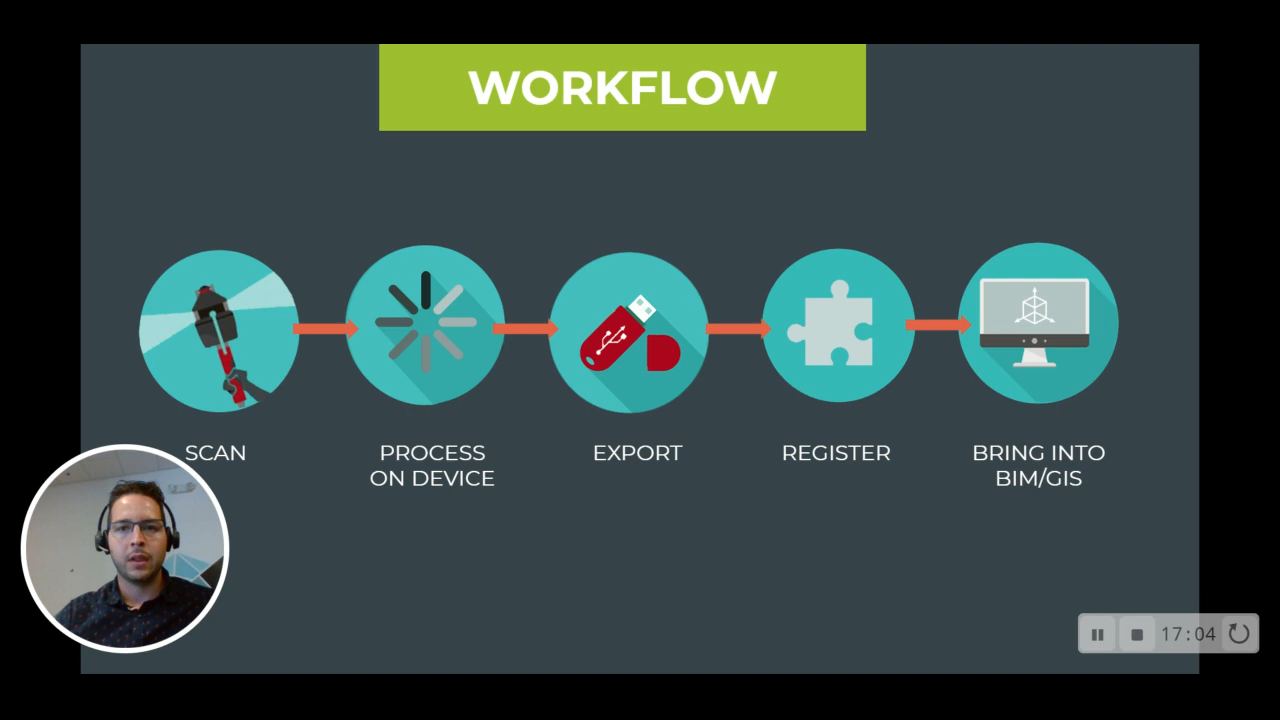 WORKFLOW
SCAN
PROCESS
ON DEVICE
EXPORT
REGISTER
BRING INTO
BIM/GIS
17:04